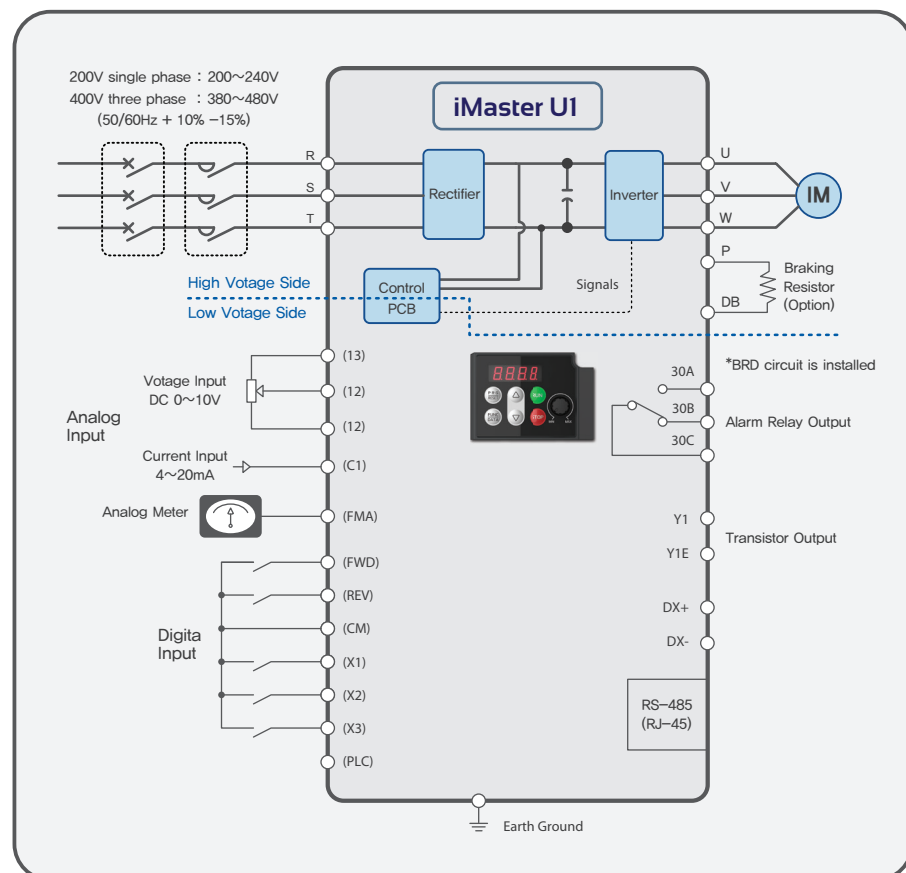 200V single phase : 200~240V
400V three phase : 380~480V
(50/60Hz + 10% -15%)
iMaster U1
R
S
T
Rectifier
Inverter
U
V
W
IM
P
DB
Braking
Resistor
(Option)
High Votage Side
Low Votage Side
Control
PCB
Signals
*BRD circuit is installed
Analog
Input
Votage Input
DC 0~10V
(13)
(12)
(12)
Current Input
4~20mA
(C1)
Analog Meter
(FMA)
RUN
STOP
30A
30B
30C
Alarm Relay Output
Y1
Y1E
Transistor Output
DX+
DX-
Digita
Input
(FWD)
(REV)
(CM)
(X1)
(X2)
(X3)
(PLC)
RS-485
(RJ-45)
Earth Ground